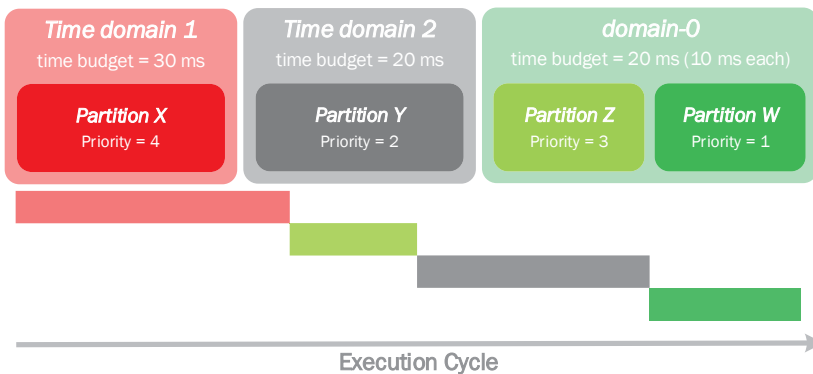 Time domain 1
time budget = 30 ms
Partition X
Priority = 4
Time domain 2
time budget = 20 ms
Partition Y
Priority = 2
domain-0
time budget = 20 ms (10 ms each)
Partition Z
Priority = 3
Partition W
Priority = 1
Execution Cycle